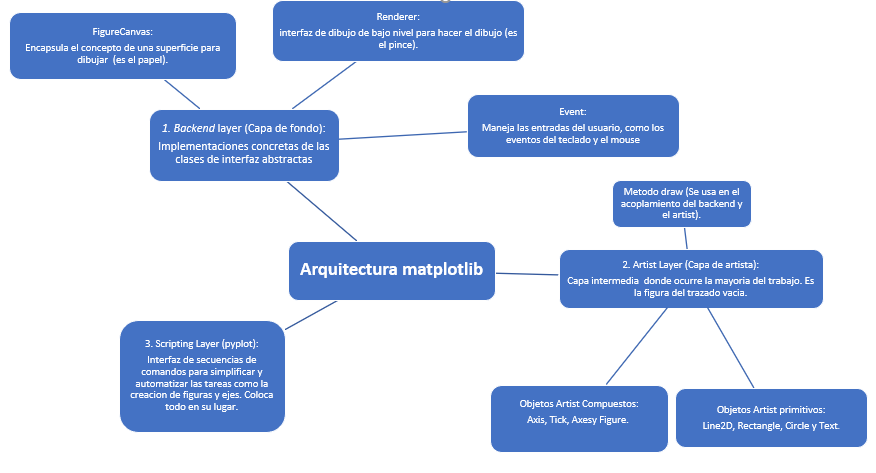 FigureCanvas:
Encapsula el concepto de una superficie para
dibujar (es el papel).
Renderer:
interfaz de dibujo de bajo nivel para hacer el dibujo (es
el pince).
1. Backend layer (Capa de fondo):
Implementaciones concretas de las
clases de interfaz abstractas
Event:
Maneja las entradas del usuario, como los
eventos del teclado y el mouse
Metodo draw (Se usa en el
acoplamiento del backend y
el artist).
Arquitectura matplotlib
2. Artist Layer (Capa de artista):
Capa intermedia donde ocurre la mayoria del trabajo. Es
la figura del trazado vacia.
3. Scripting Layer (pyplot):
Interfaz de secuencias de
comandos para simplificar y
automatizar las tareas como la
creacion de figuras y ejes. Coloca
todo en su lugar.
Objetos Artist Compuestos:
Axis, Tick, Axesy Figure.
Objetos Artist primitivos:
Line2D, Rectangle, Circle y Text.